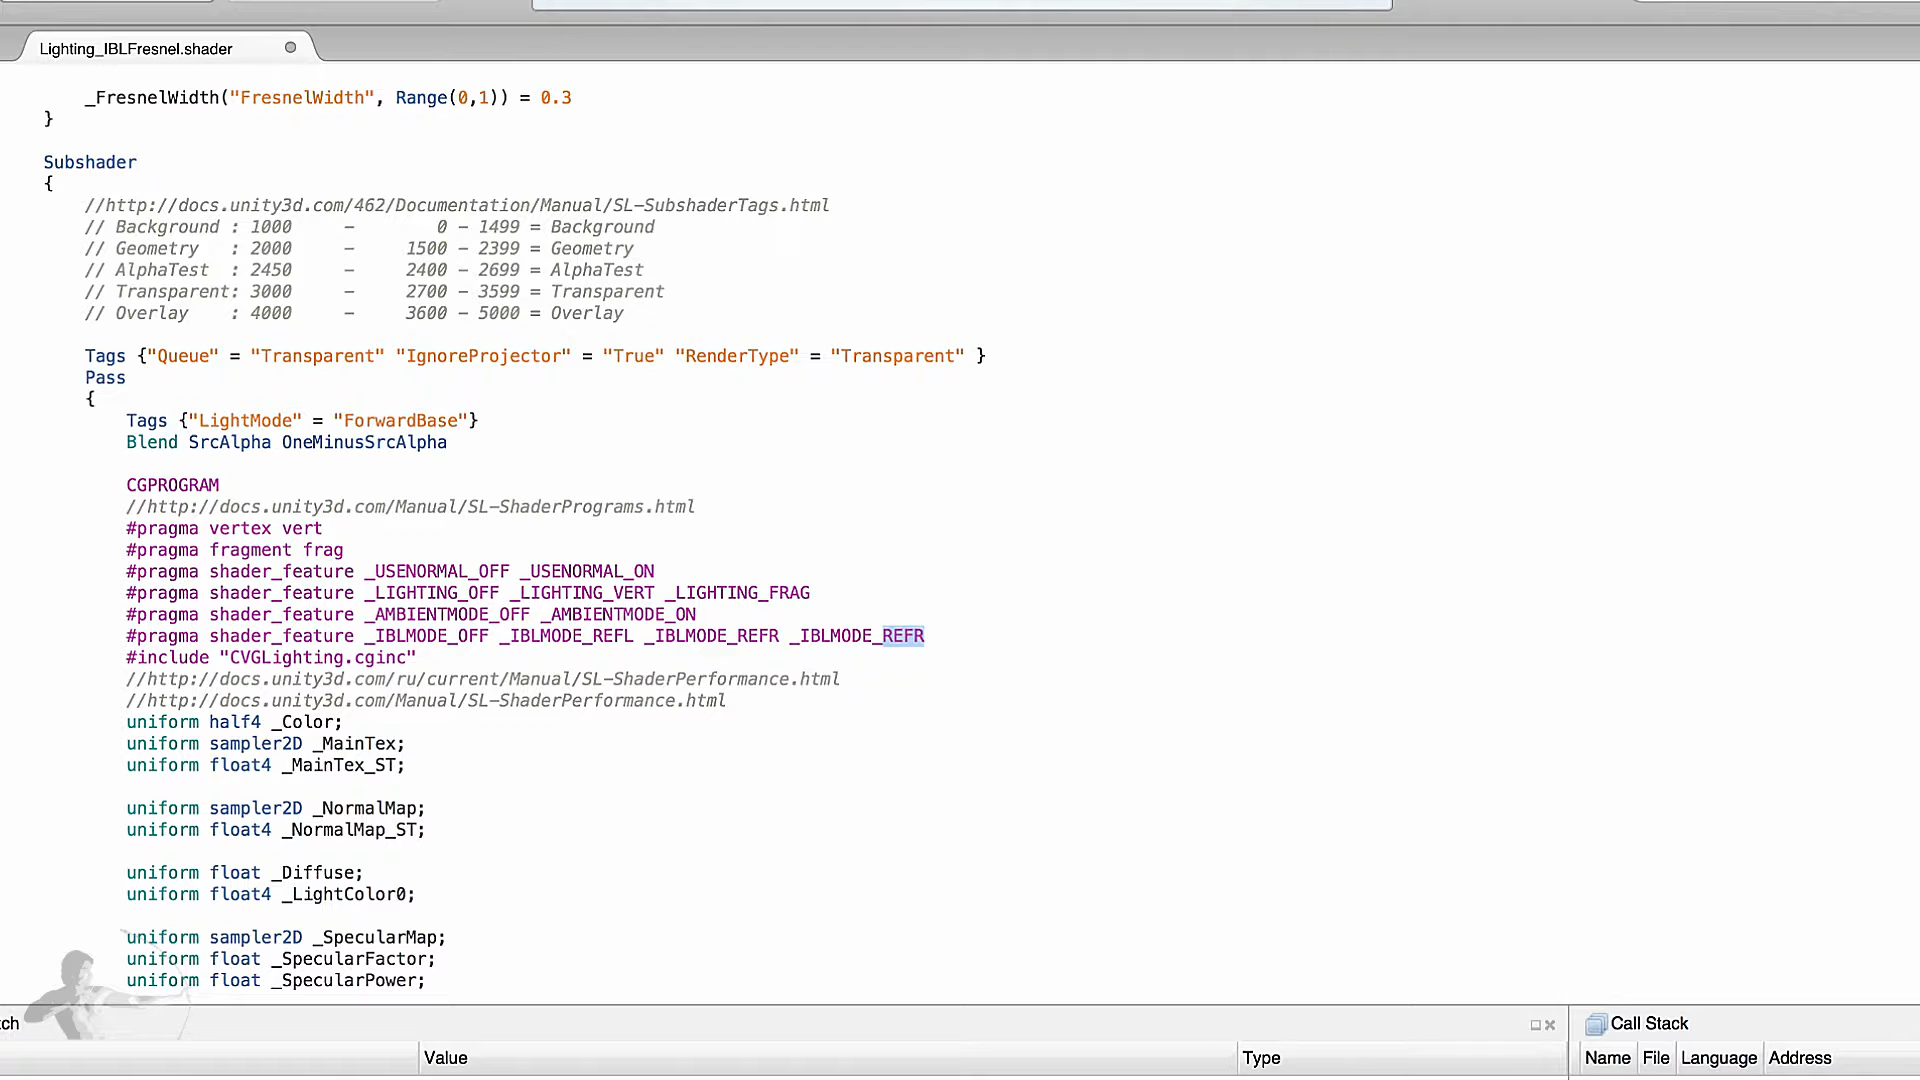 Lighting_IBLFresnel.shader
_FresnelWidth("FresnelWidth", Range(0,1)) = 0.3
}
Subshader
{
//http://docs.unity3d.com/462/Documentation/Manual/SL-SubshaderTags.html
// Background : 1000     -        0 - 1499 = Background
// Geometry   : 2000     -     1500 - 2399 = Geometry
// AlphaTest  : 2450     -     2400 - 2699 = AlphaTest
// Transparent: 3000     -     2700 - 3599 = Transparent
// Overlay    : 4000     -     3600 - 5000 = Overlay
Tags {"Queue" = "Transparent" "IgnoreProjector" = "True" "RenderType" = "Transparent" }
Pass
{
Tags {"LightMode" = "ForwardBase"}
Blend SrcAlpha OneMinusSrcAlpha
CGPROGRAM
//http://docs.unity3d.com/Manual/SL-ShaderPrograms.html
#pragma vertex vert
#pragma fragment frag
#pragma shader_feature _USENORMAL_OFF _USENORMAL_ON
#pragma shader_feature _LIGHTING_OFF _LIGHTING_VERT _LIGHTING_FRAG
#pragma shader_feature _AMBIENTMODE_OFF _AMBIENTMODE_ON
#pragma shader_feature _IBLMODE_OFF _IBLMODE_REFL _IBLMODE_REFR _IBLMODE_REFR
#include "CVGLighting.cginc"
//http://docs.unity3d.com/ru/current/Manual/SL-ShaderPerformance.html
//http://docs.unity3d.com/Manual/SL-ShaderPerformance.html
uniform half4 _Color;
uniform sampler2D _MainTex;
uniform float4 _MainTex_ST;
uniform sampler2D _NormalMap;
uniform float4 _NormalMap_ST;
uniform float _Diffuse;
uniform float4 _LightColor0;
uniform sampler2D _SpecularMap;
uniform float _SpecularFactor;
uniform float _SpecularPower;
tch
Call Stack
Value Type Name File Language Address